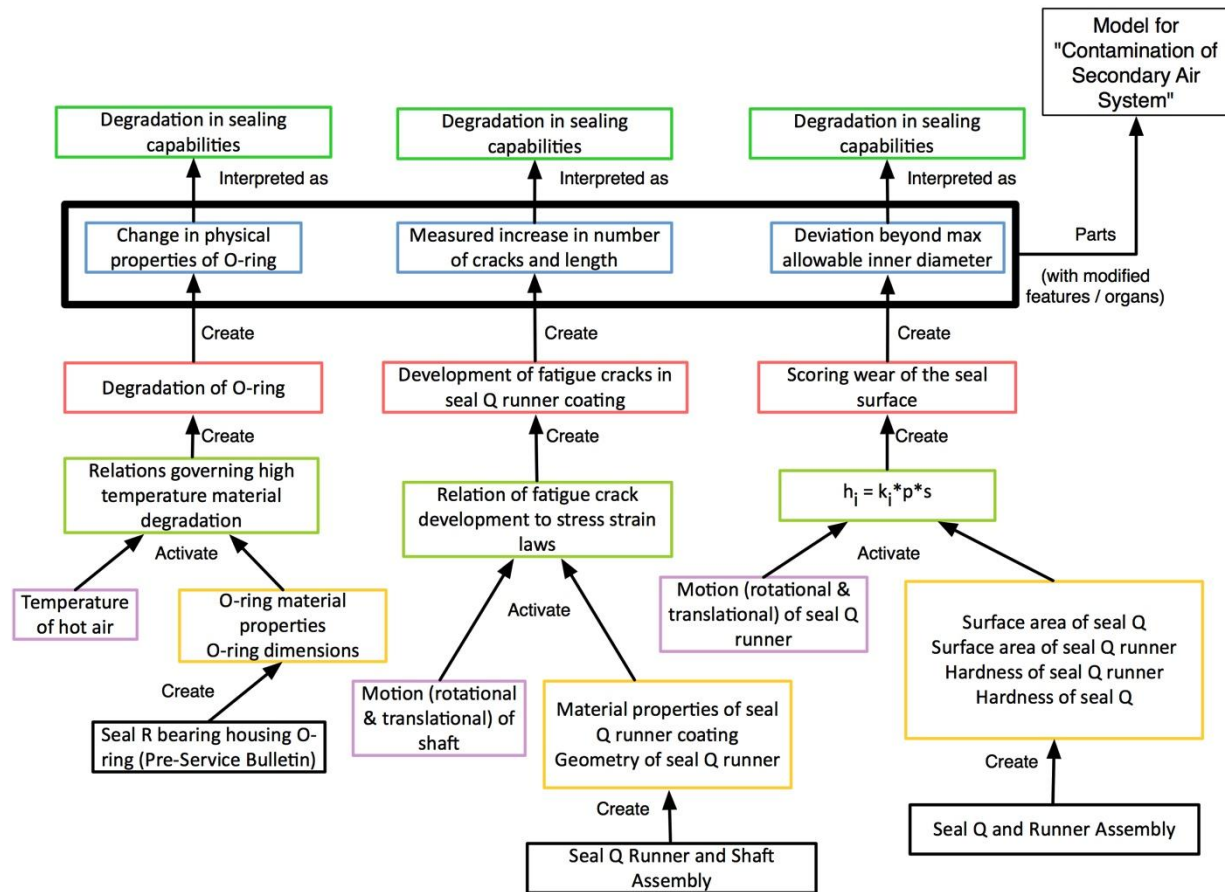 Model for
"Contamination of
Secondary Air
System"
Degradation in sealing
capabilities
Degradation in sealing
capabilities
Degradation in sealing
capabilities
Interpreted as
Interpreted as
Interpreted as
Change in physical
properties of O-ring
Measured increase in number
of cracks and length
Deviation beyond max
allowable inner diameter
Parts
(with modified
features / organs)
Create
Create
Create
Degradation of O-ring
Development of fatigue cracks in
seal Q runner coating
Scoring wear of the seal
surface
Create
Create
Create
Relations governing high
temperature material
degradation
Relation of fatigue crack
development to stress strain
laws
h_i = k_i*p*s
Activate
Activate
Activate
Temperature
of hot air
O-ring material
properties
O-ring dimensions
Motion (rotational &
translational) of seal Q
runner
Surface area of seal Q
Surface area of seal Q runner
Hardness of seal Q runner
Hardness of seal Q
Create
Seal R bearing housing O-
ring (Pre-Service Bulletin)
Motion (rotational
& translational) of
shaft
Material properties of seal
Q runner coating
Geometry of seal Q runner
Create
Create
Seal Q Runner and Shaft
Assembly
Seal Q and Runner Assembly